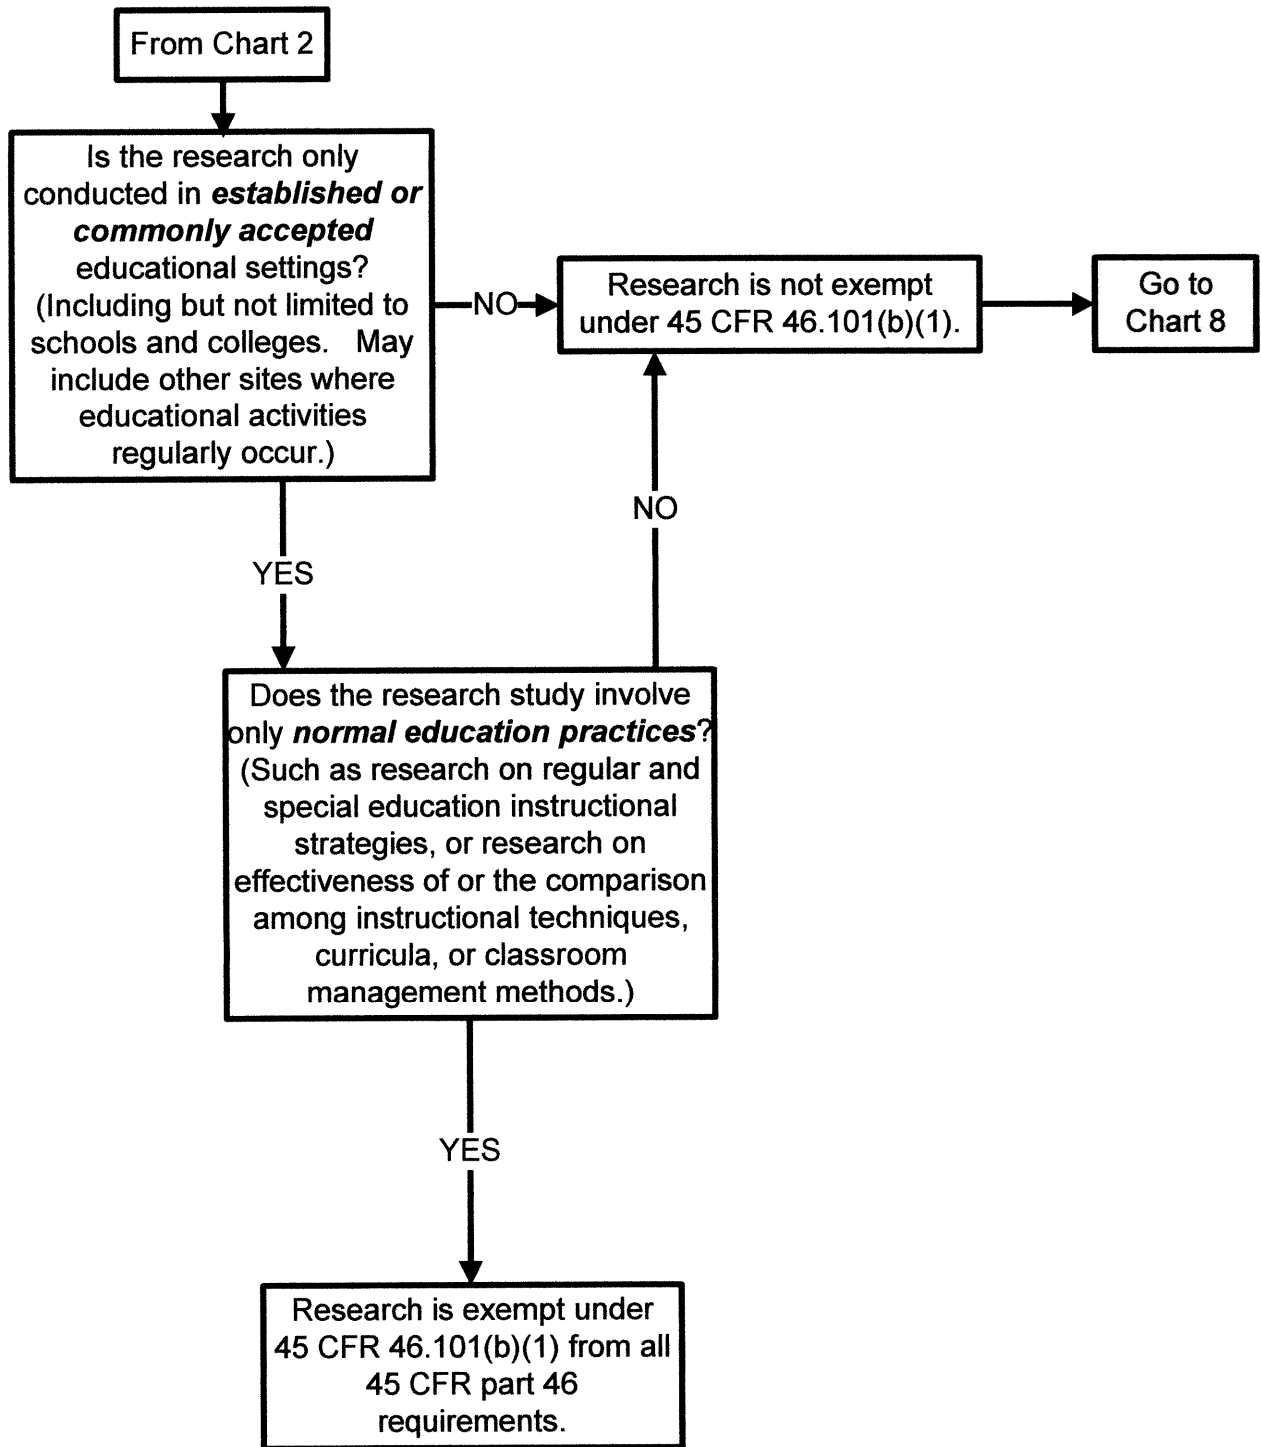 From Chart 2
Is the research only
conducted in established or
commonly accepted
educational settings?
(Including but not limited to
schools and colleges.   May
include other sites where
educational activities
regularly occur.)
NO
Research is not exempt
under 45 CFR 46.101(b)(1).
Go to
Chart 8
NO
YES
Does the research study involve
only normal education practices?
(Such as research on regular and
special education instructional
strategies, or research on
effectiveness of or the comparison
among instructional techniques,
curricula, or classroom
management methods.)
YES
Research is exempt under
45 CFR 46.101(b)(1) from all
45 CFR part 46
requirements.